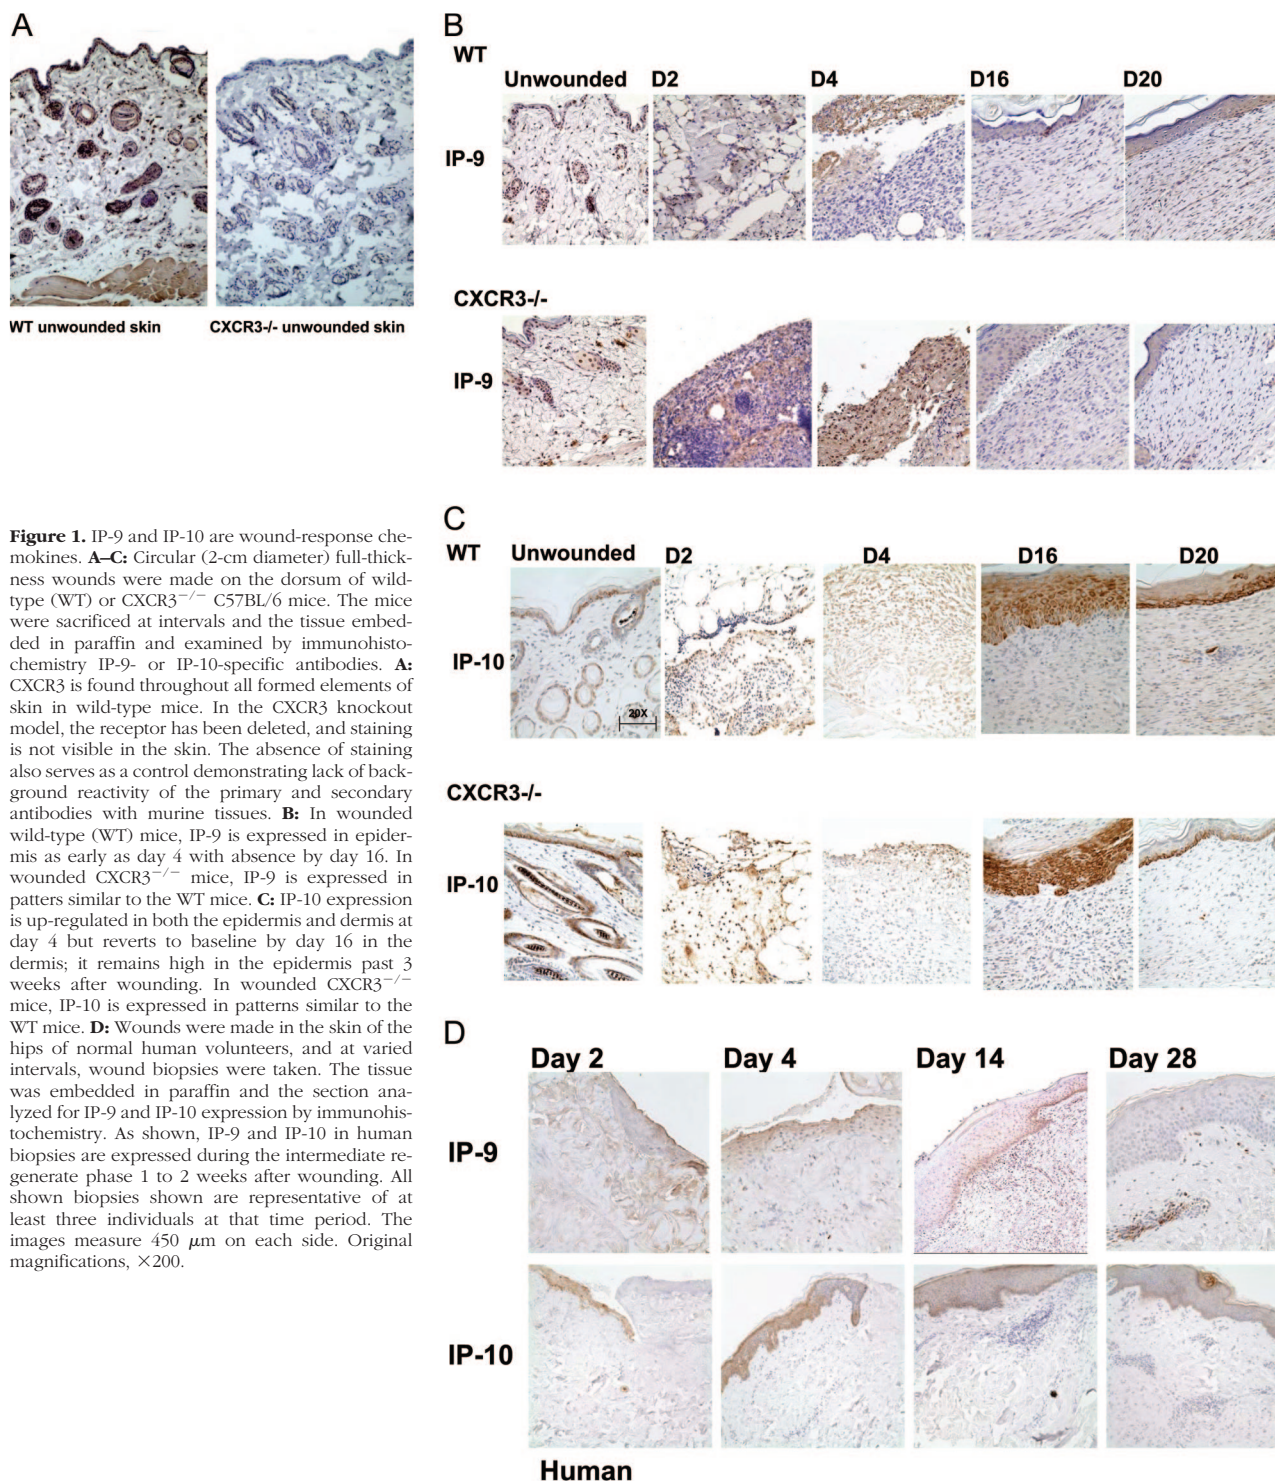 A
WT unwounded skin
CXCR3-/- unwounded skin
B
WT
Unwounded
D2
D4
D16
D20
IP-9
CXCR3-/-
IP-9
Figure 1. IP-9 and IP-10 are wound-response che-
mokines. A–C: Circular (2-cm diameter) full-thick-
ness wounds were made on the dorsum of wild-
type (WT) or CXCR3−/− C57BL/6 mice. The mice
were sacrificed at intervals and the tissue embed-
ded in paraffin and examined by immunohisto-
chemistry IP-9- or IP-10-specific antibodies. A:
CXCR3 is found throughout all formed elements of
skin in wild-type mice. In the CXCR3 knockout
model, the receptor has been deleted, and staining
is not visible in the skin. The absence of staining
also serves as a control demonstrating lack of back-
ground reactivity of the primary and secondary
antibodies with murine tissues. B: In wounded
wild-type (WT) mice, IP-9 is expressed in epider-
mis as early as day 4 with absence by day 16. In
wounded CXCR3−/− mice, IP-9 is expressed in
patters similar to the WT mice. C: IP-10 expression
is up-regulated in both the epidermis and dermis at
day 4 but reverts to baseline by day 16 in the
dermis; it remains high in the epidermis past 3
weeks after wounding. In wounded CXCR3−/−
mice, IP-10 is expressed in patterns similar to the
WT mice. D: Wounds were made in the skin of the
hips of normal human volunteers, and at varied
intervals, wound biopsies were taken. The tissue
was embedded in paraffin and the section ana-
lyzed for IP-9 and IP-10 expression by immunohis-
tochemistry. As shown, IP-9 and IP-10 in human
biopsies are expressed during the intermediate re-
generate phase 1 to 2 weeks after wounding. All
shown biopsies shown are representative of at
least three individuals at that time period. The
images measure 450 μm on each side. Original
magnifications, ×200.
C
WT
Unwounded
D2
D4
D16
D20
IP-10
20X
CXCR3-/-
IP-10
D
Day 2
Day 4
Day 14
Day 28
IP-9
IP-10
Human